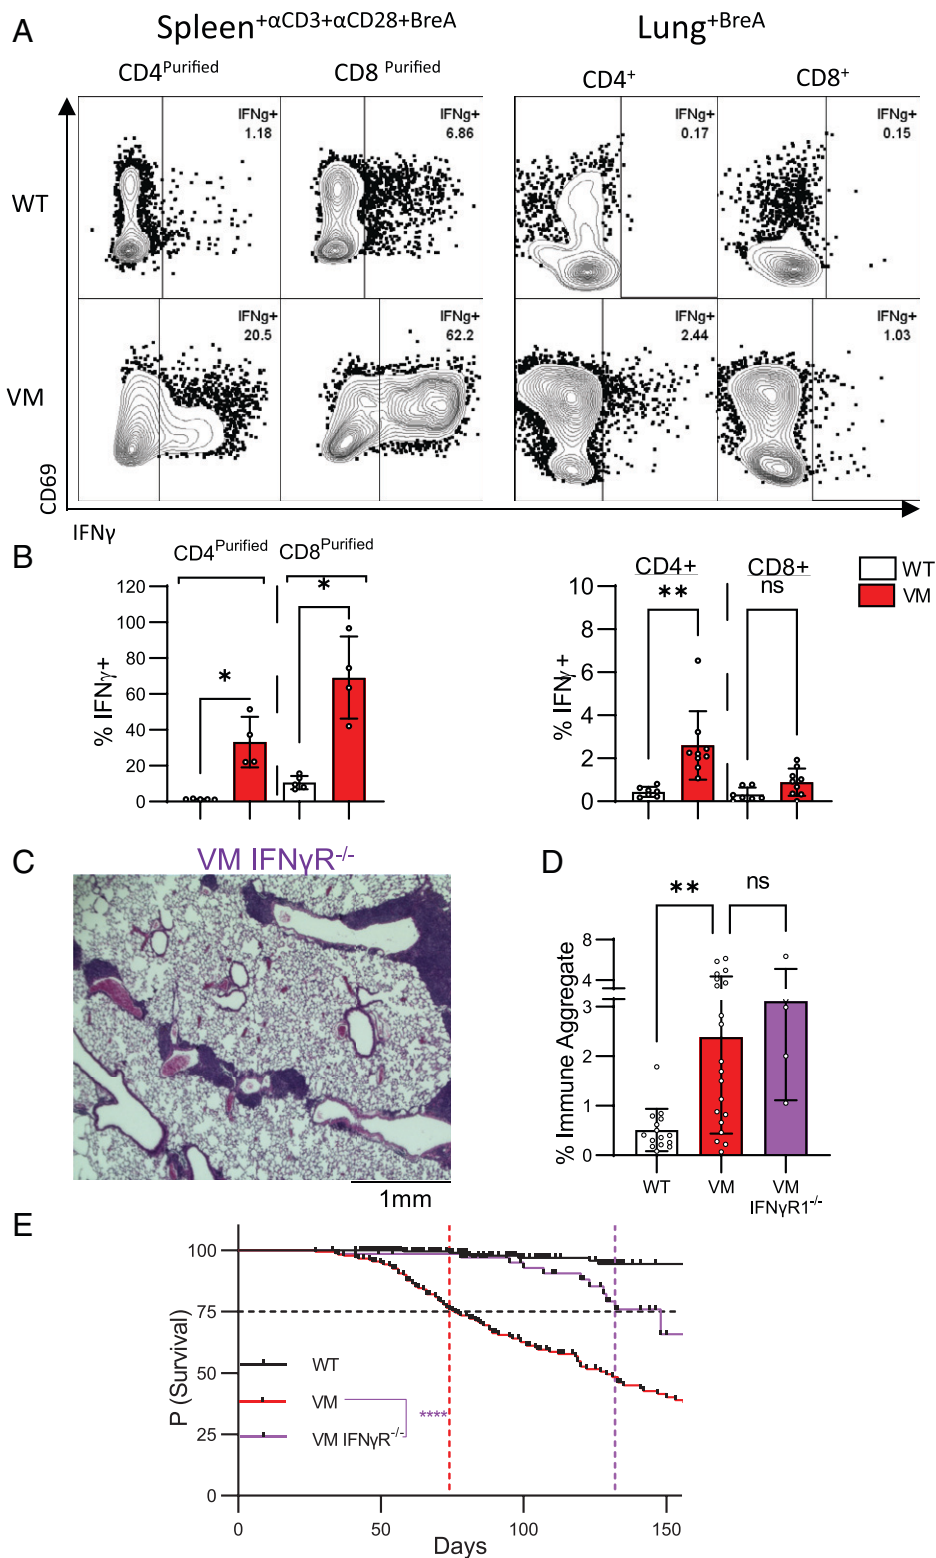 A
Spleen+αCD3+αCD28+BreA
Lung+BreA
CD4Purified
CD8 Purified
CD4+
CD8+
IFNg+
1.18
IFNg+
6.86
IFNg+
0.17
IFNg+
0.15
WT
IFNg+
20.5
IFNg+
62.2
IFNg+
2.44
IFNg+
1.03
VM
CD69
IFNγ
B
CD4Purified
CD8Purified
CD4+
CD8+
WT
VM
% IFNγ+
120
100
80
60
40
20
0
*
*
% IFNγ+
10
8
6
4
2
0
**
ns
C
VM IFNγR-/-
1mm
D
**
ns
% Immune Aggregate
8
4
3
2
1
0
WT
VM
VM
IFNγR1-/-
E
P (Survival)
100
75
50
25
0
WT
VM
VM IFNγR-/-
****
0
50
100
150
Days